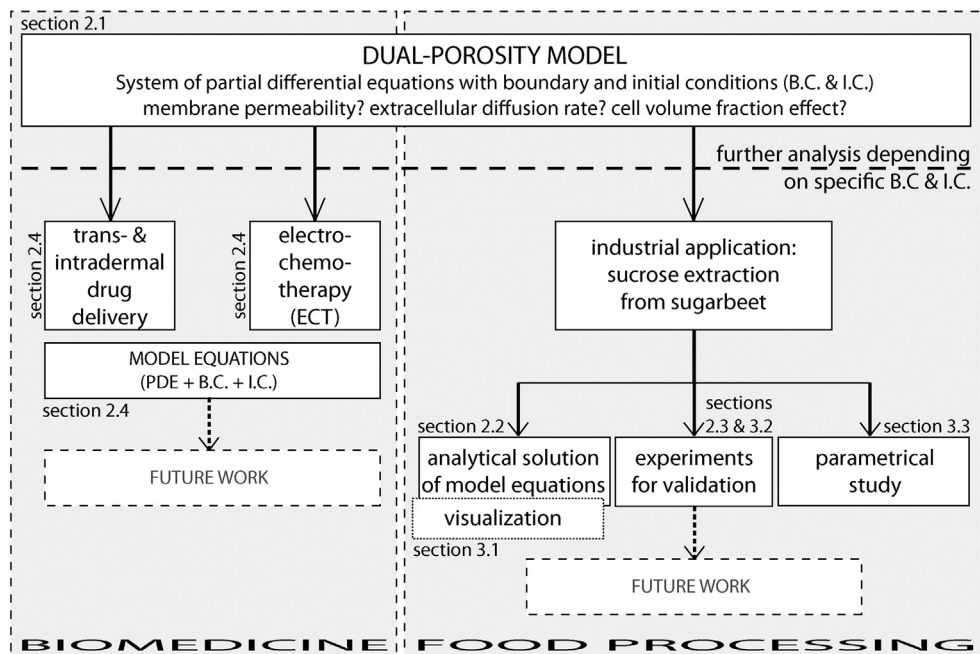 section 2.1
DUAL-POROSITY MODEL
System of partial differential equations with boundary and initial conditions (B.C. & I.C.)
membrane permeability? extracellular diffusion rate? cell volume fraction effect?
further analysis depending
on specific B.C & I.C.
section 2.4
trans- &
intradermal
drug
delivery
section 2.4
electro-
chemo-
therapy
(ECT)
industrial application:
sucrose extraction
from sugarbeet
MODEL EQUATIONS
(PDE + B.C. + I.C.)
section 2.4
FUTURE WORK
section 2.2
analytical solution
of model equations
visualization
section 3.1
sections
2.3 & 3.2
experiments
for validation
section 3.3
parametrical
study
FUTURE WORK
BIOMEDICINE
FOOD PROCESSING